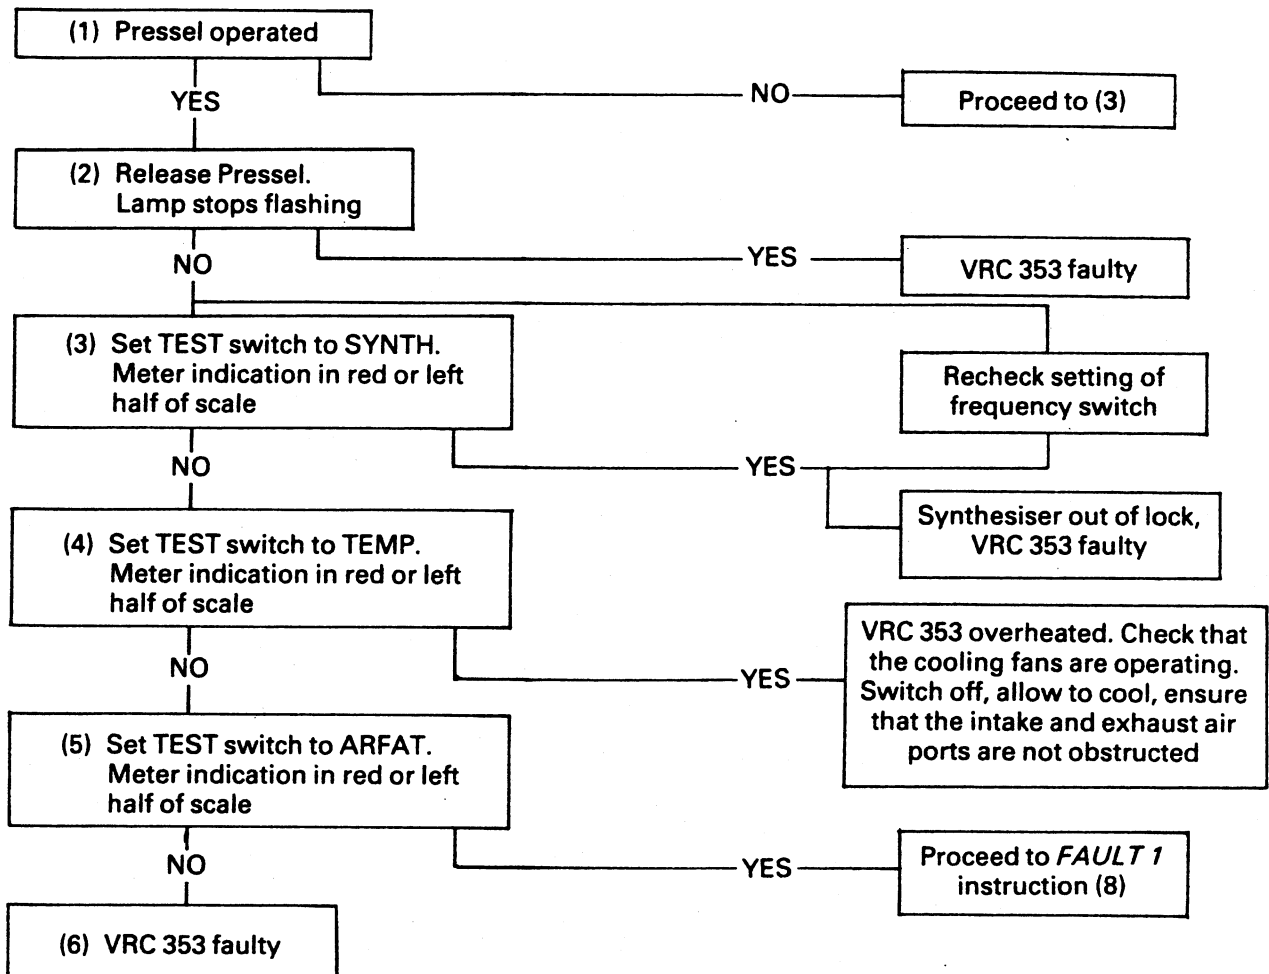 (1) Pressel operated
YES
NO
Proceed to (3)
(2) Release Pressel.
Lamp stops flashing
NO
YES
VRC 353 faulty
(3) Set TEST switch to SYNTH.
Meter indication in red or left
half of scale
Recheck setting of
frequency switch
NO
YES
Synthesiser out of lock,
VRC 353 faulty
(4) Set TEST switch to TEMP.
Meter indication in red or left
half of scale
NO
YES
VRC 353 overheated. Check that
the cooling fans are operating.
Switch off, allow to cool, ensure
that the intake and exhaust air
ports are not obstructed
(5) Set TEST switch to ARFAT.
Meter indication in red or left
half of scale
NO
YES
Proceed to FAULT 1
instruction (8)
(6) VRC 353 faulty